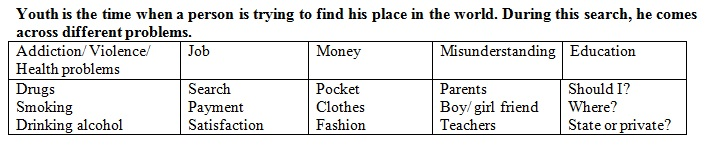 Youth is the time when a person is trying to find his place in the world. During this search, he comes
across different problems.
Addiction/ Violence/ Job Money Misunderstanding Education
Health problems
Drugs Search Pocket Parents Should I?
Smoking Payment Clothes Boy/ girl friend Where?
Drinking alcohol Satisfaction Fashion Teachers State or private?